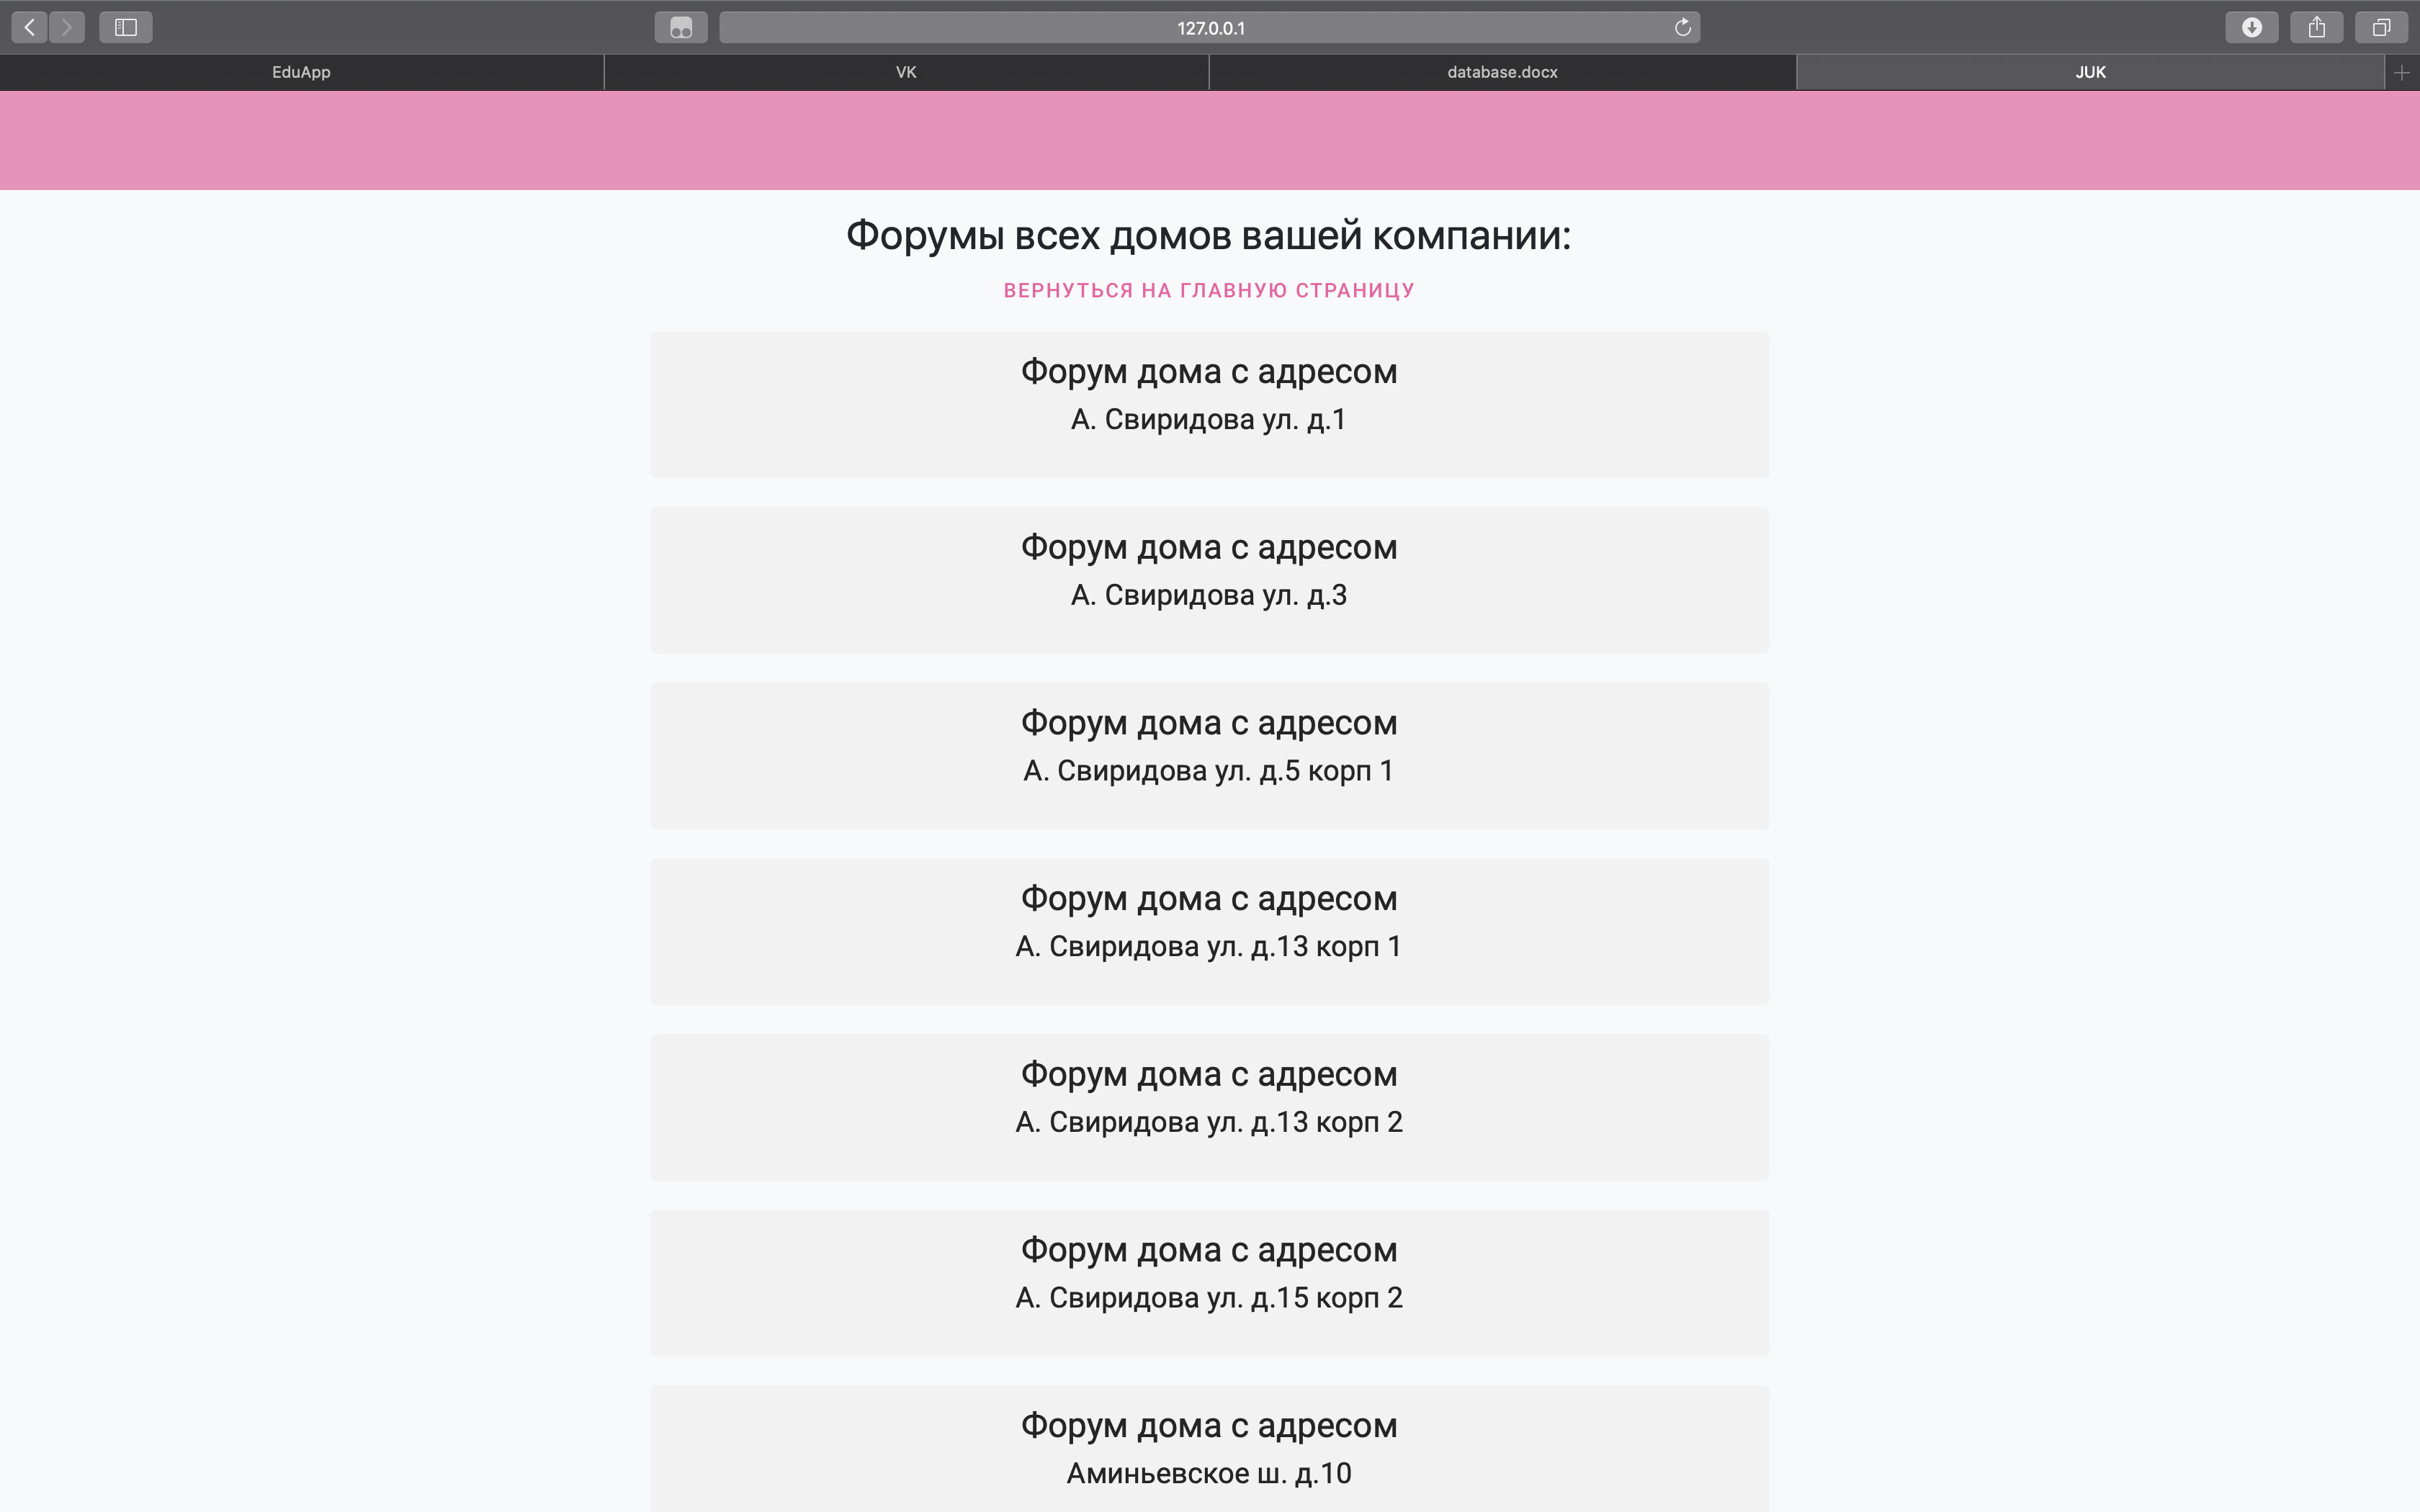 127.0.0.1
EduApp
VK
database.docx
JUK
Форумы всех домов вашей компании:
ВЕРНУТЬСЯ НА ГЛАВНУЮ СТРАНИЦУ
Форум дома с адресом
А. Свиридова ул. д.1
Форум дома с адресом
А. Свиридова ул. д.3
Форум дома с адресом
А. Свиридова ул. д.5 корп 1
Форум дома с адресом
А. Свиридова ул. д.13 корп 1
Форум дома с адресом
А. Свиридова ул. д.13 корп 2
Форум дома с адресом
А. Свиридова ул. д.15 корп 2
Форум дома с адресом
Аминьевское ш. д.10